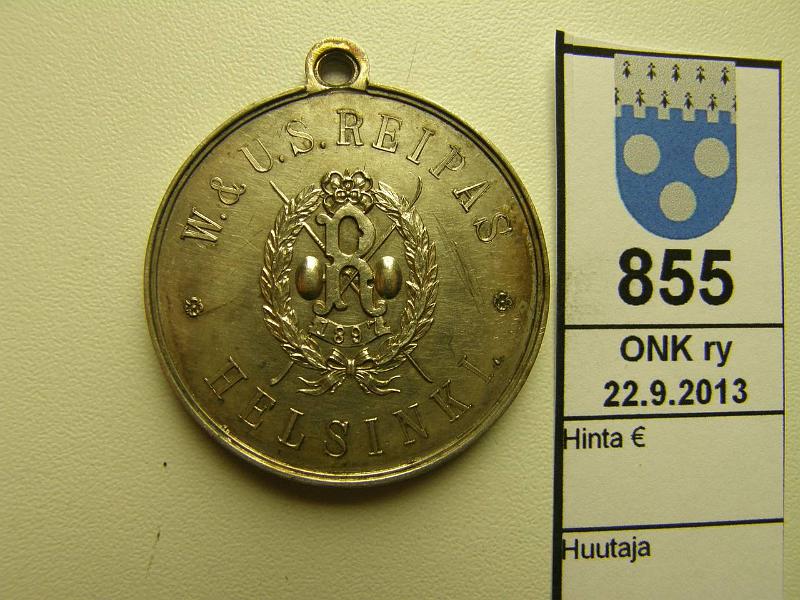 W. & U. S. REIPAS
R
1897
HELSINKI.
855
ONK ry
22.9.2013
Hinta €
Huutaja